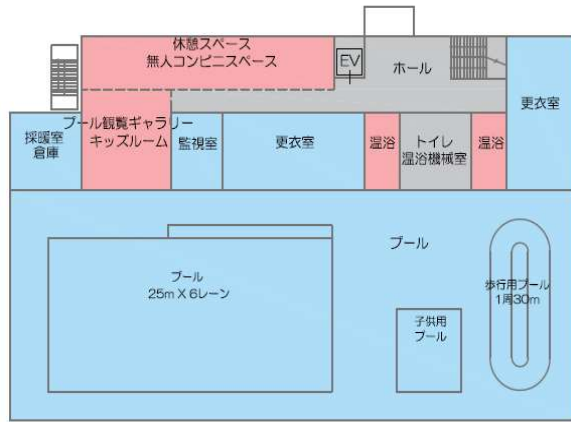 休憩スペース
無人コンビニスペース
EV
ホール
更衣室
採暖室
倉庫
プール観覧ギャラリー
キッズルーム
監視室
更衣室
温浴
トイレ
温浴機械室
温浴
プール
プール
25m X 6レーン
歩行用プール
1周30m
子供用
プール